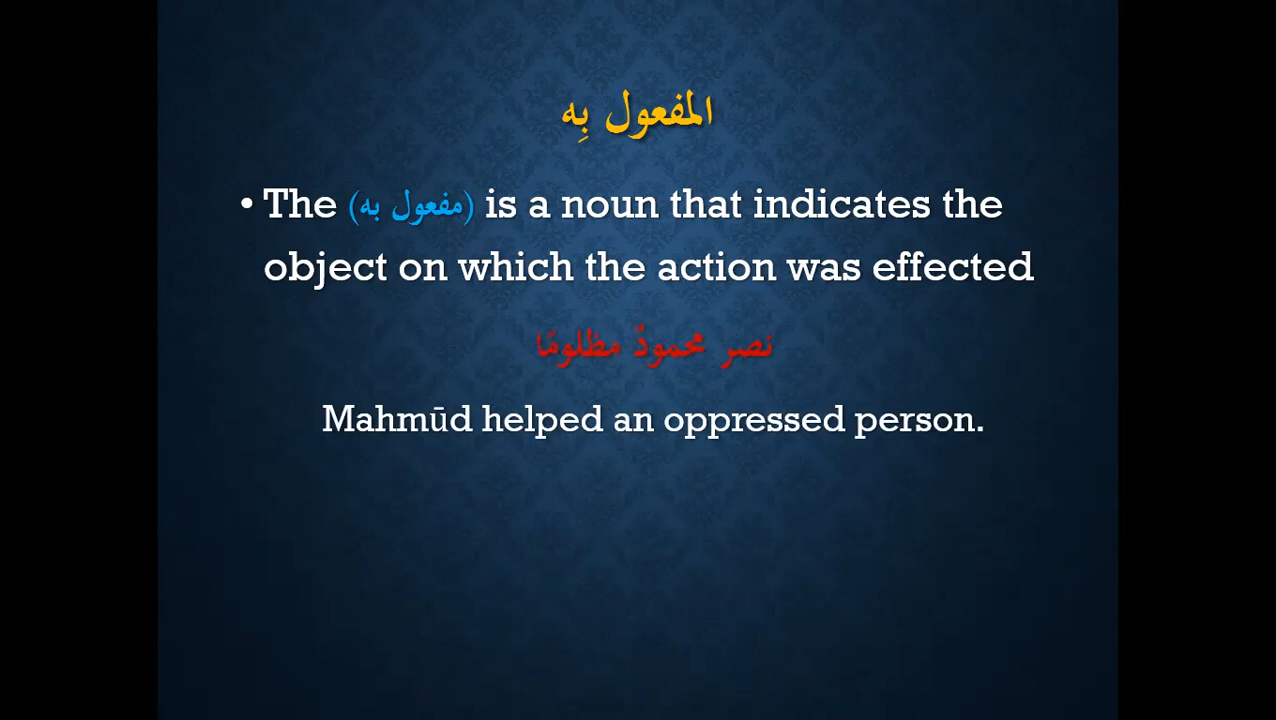 المفعول بِه
• The (مفعول به) is a noun that indicates the
object on which the action was effected
نصر محمودٌ مظلومًا
Mahmūd helped an oppressed person.